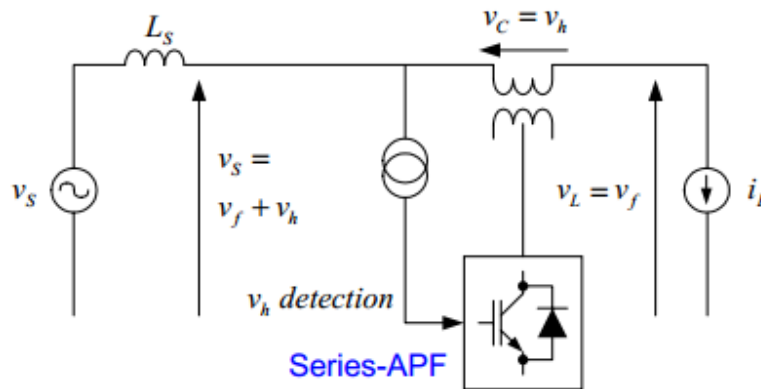 v_C = v_h
L_s
v_s
v_S =
v_f + v_h
v_L = v_f
v_h detection
Series-APF